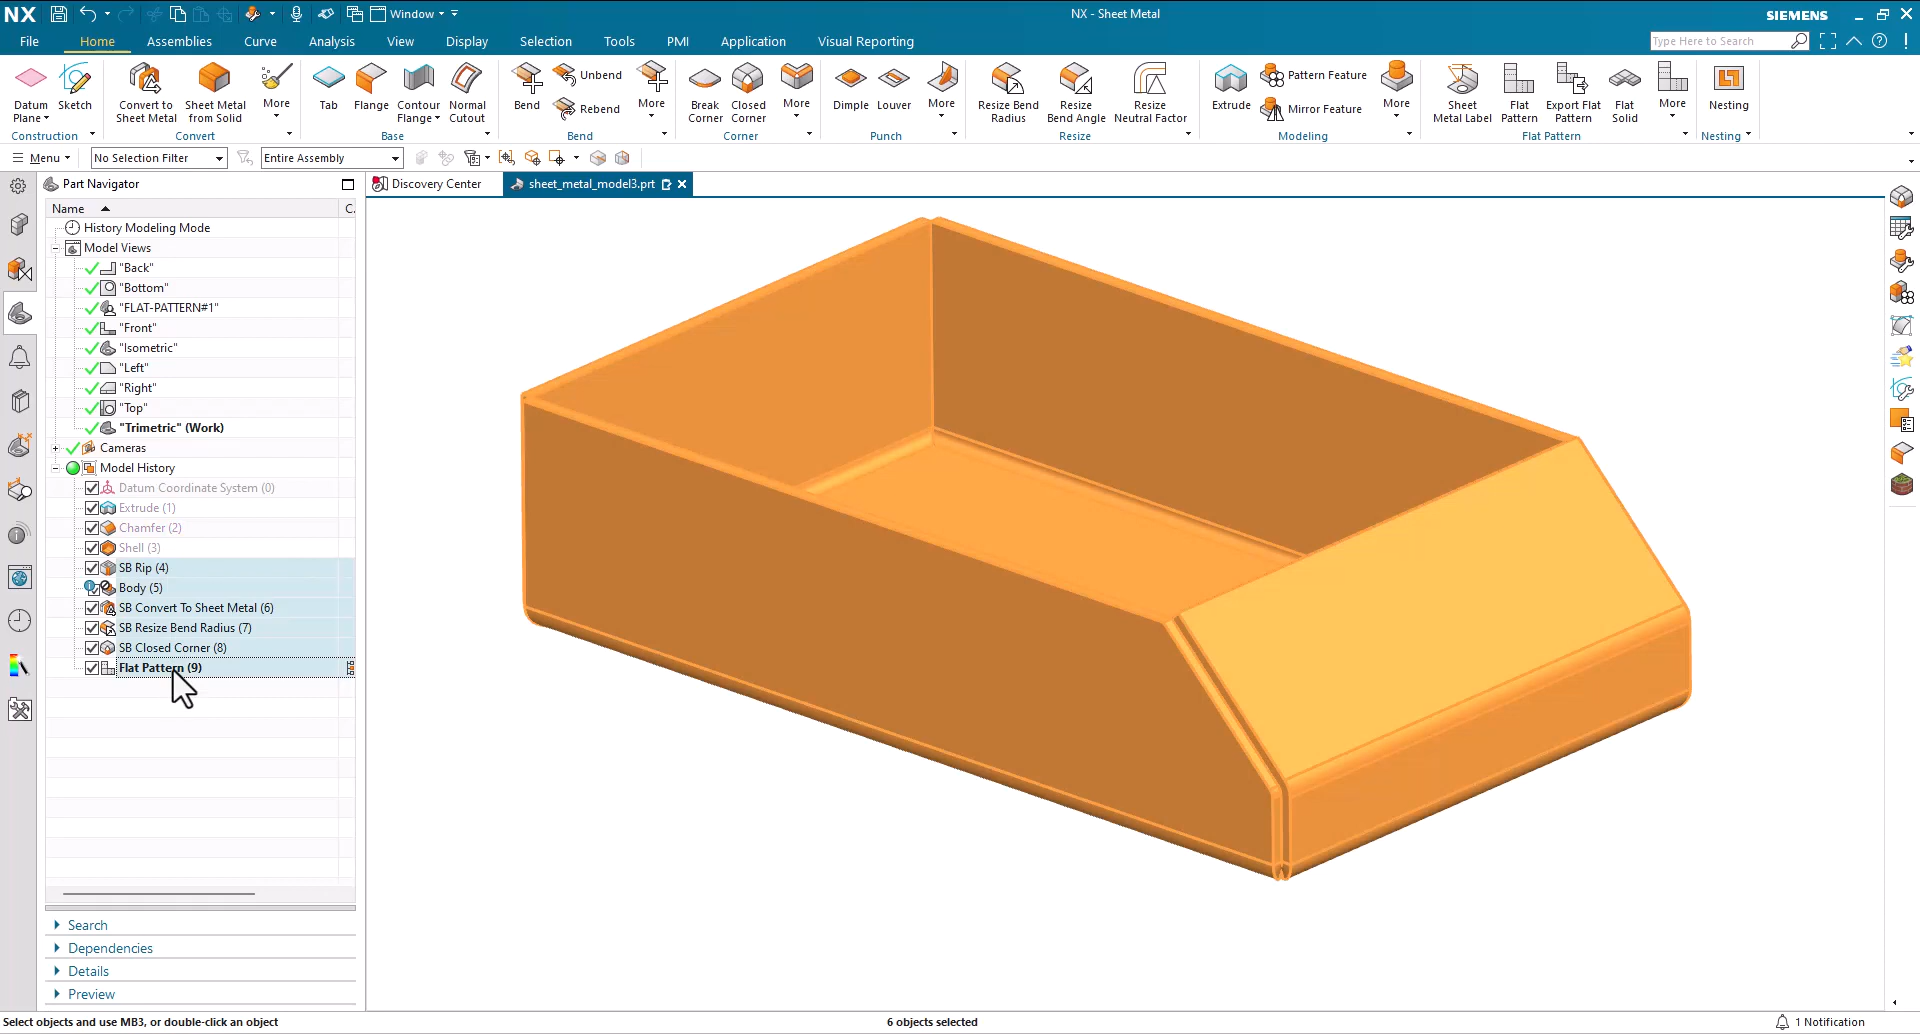 NX
Window
NX - Sheet Metal
SIEMENS
File
Home
Assemblies
Curve
Analysis
View
Display
Selection
Tools
PMI
Application
Visual Reporting
Type Here to Search
Datum Plane
Sketch
Construction
Convert to Sheet Metal
Sheet Metal from Solid
More
Convert
Tab
Flange
Contour Flange
Normal Cutout
Base
Bend
Unbend
Rebend
More
Bend
Break Corner
Closed Corner
More
Corner
Dimple
Louver
More
Punch
Resize Bend Radius
Resize Bend Angle
Resize Neutral Factor
Resize
Extrude
Pattern Feature
Mirror Feature
More
Modeling
Sheet Metal Label
Flat Pattern
Export Flat Pattern
Flat Solid
More
Flat Pattern
Nesting
Nesting
Menu
No Selection Filter
Entire Assembly
Part Navigator
Discovery Center
sheet_metal_model3.prt
Name
C.
History Modeling Mode
Model Views
"Back"
"Bottom"
"FLAT-PATTERN#1"
"Front"
"Isometric"
"Left"
"Right"
"Top"
"Trimetric" (Work)
Cameras
Model History
Datum Coordinate System (0)
Extrude (1)
Chamfer (2)
Shell (3)
SB Rip (4)
Body (5)
SB Convert To Sheet Metal (6)
SB Resize Bend Radius (7)
SB Closed Corner (8)
Flat Pattern (9)
Search
Dependencies
Details
Preview
Select objects and use MB3, or double-click an object
6 objects selected
1 Notification